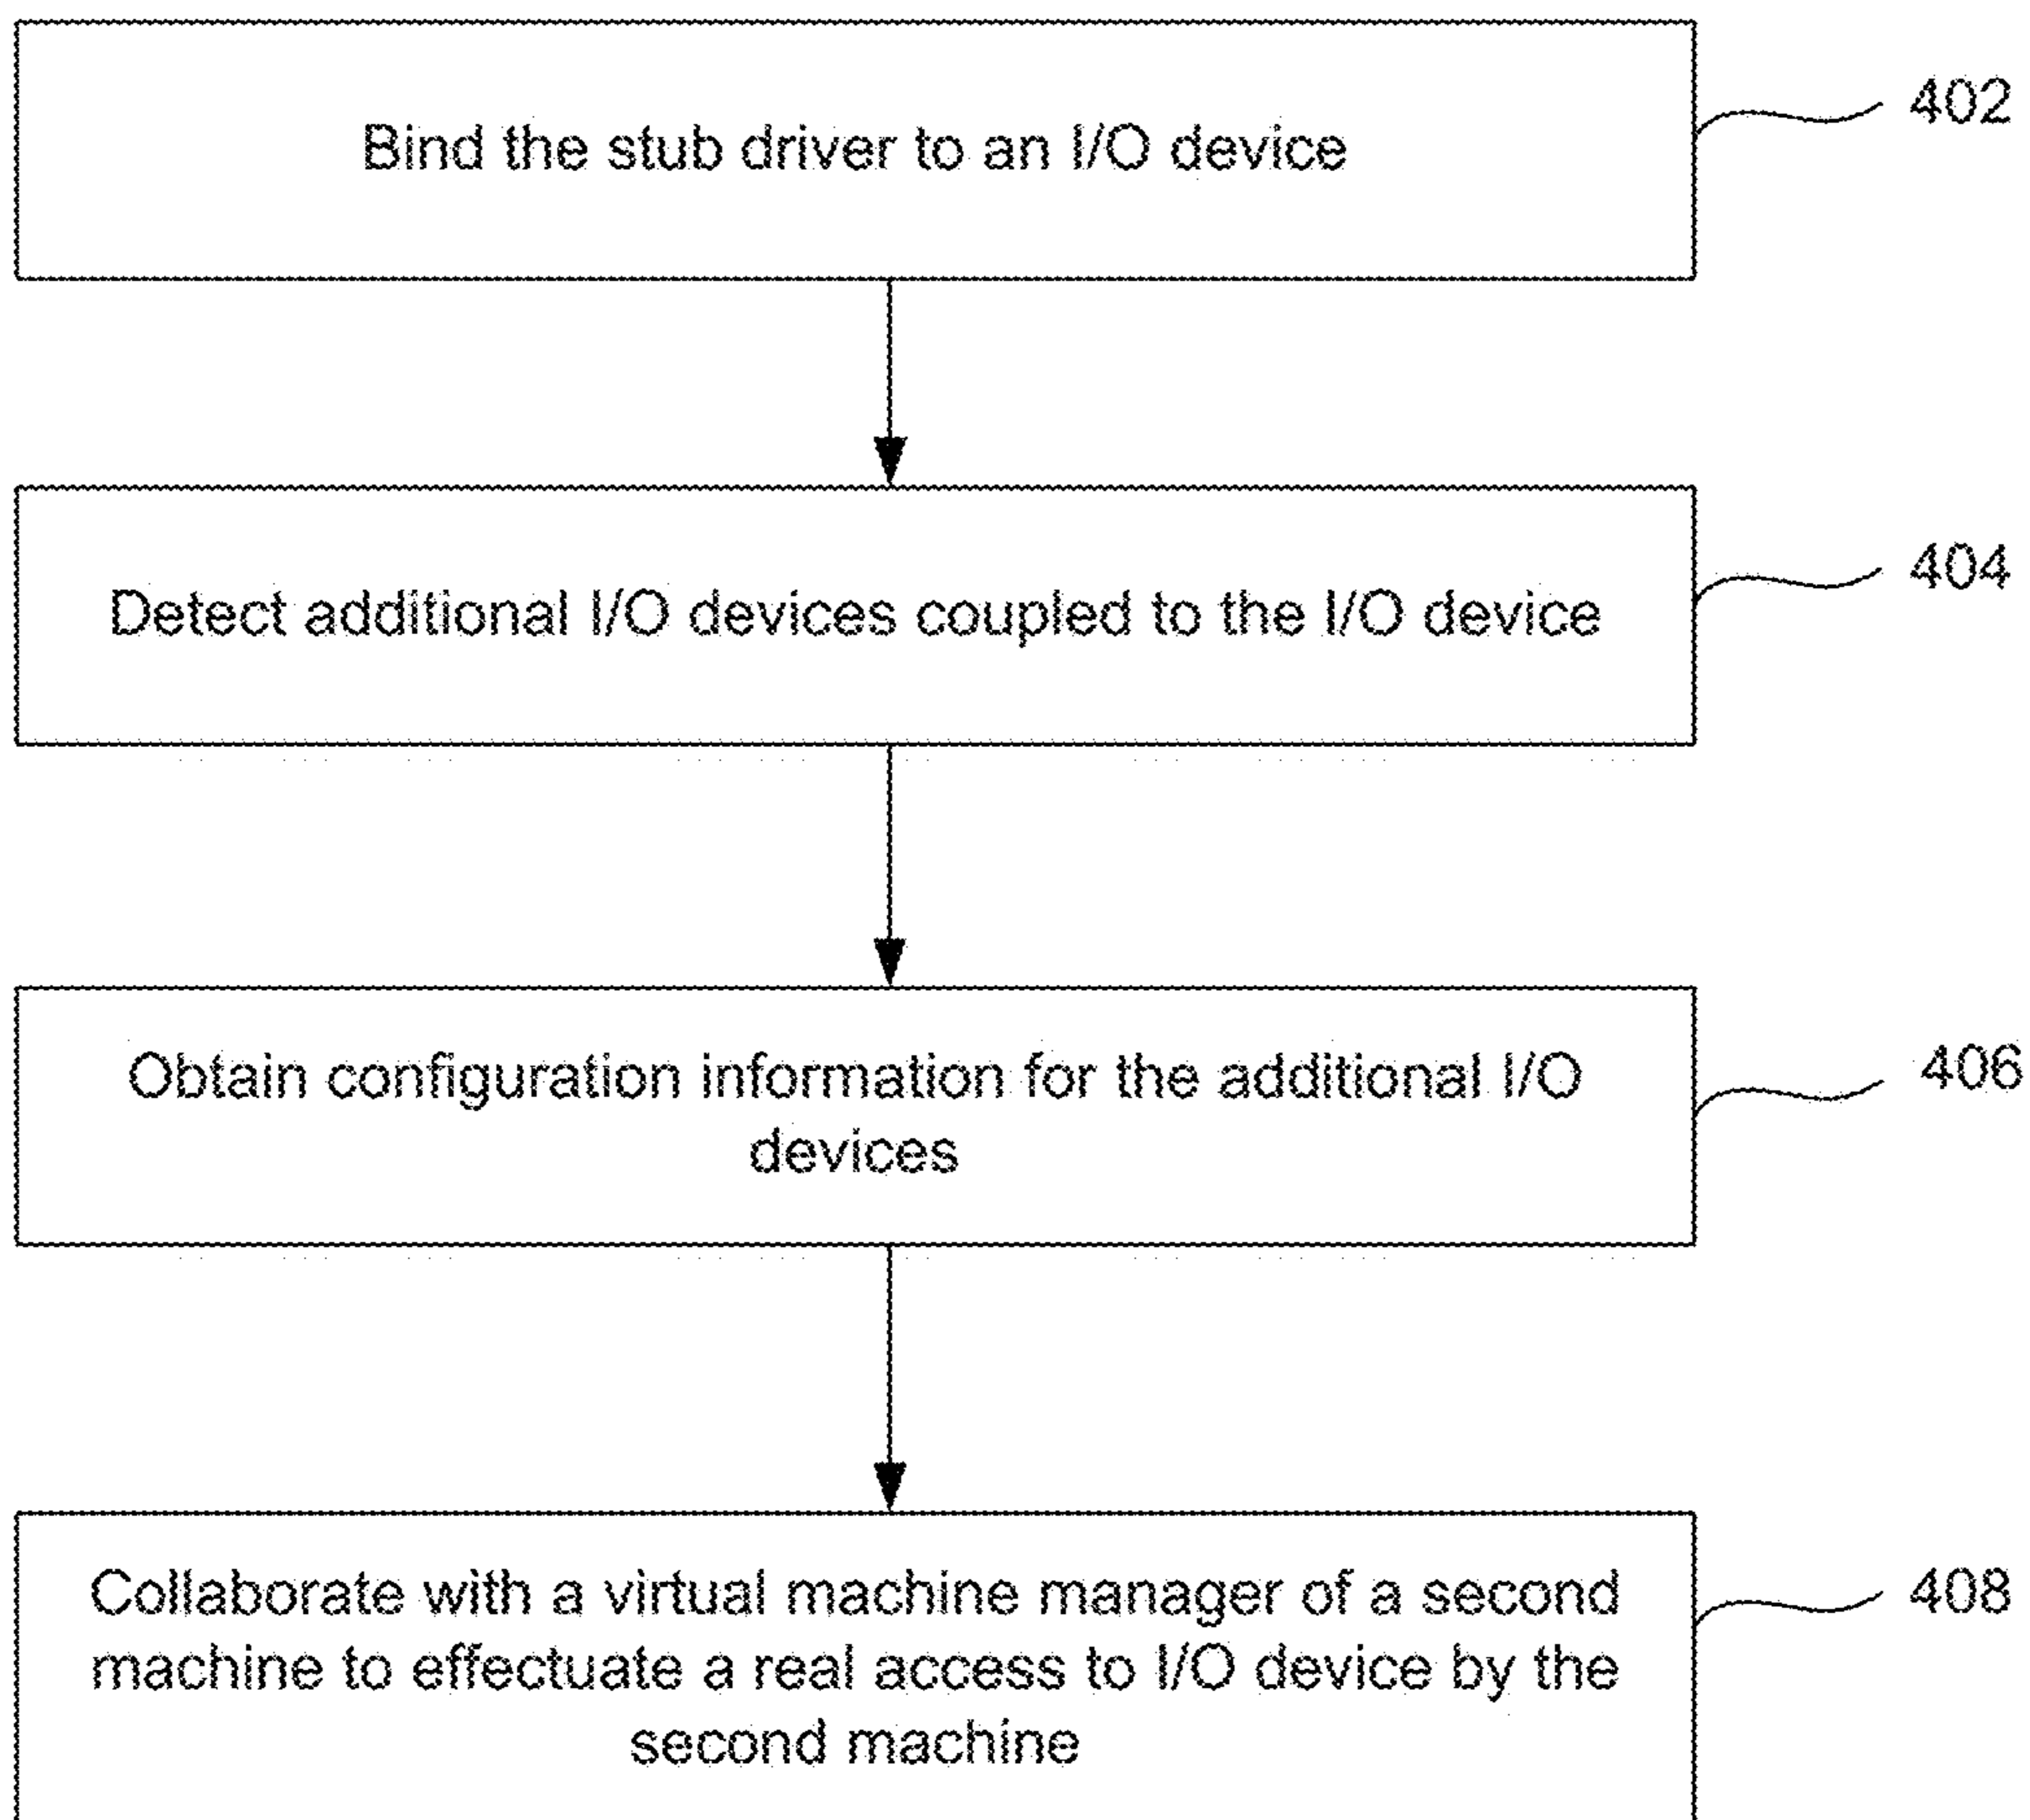 Bind the stub driver to an I/O device
402
Detect additional I/O devices coupled to the I/O device
404
Obtain configuration information for the additional I/O
devices
406
Collaborate with a virtual machine manager of a second
machine to effectuate a real access to I/O device by the
second machine
408